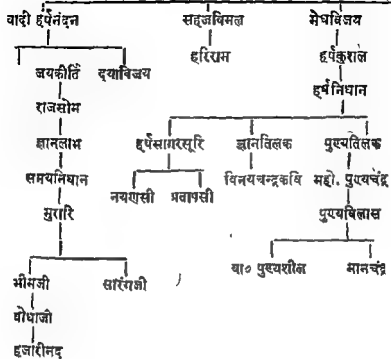 वादी हर्षनंदन सहजविमल मेघविजय
जयकीर्ति दयाविजय हरिराम हर्षकुशल
राजसोम हर्षनिधान
ज्ञानलाभ हर्षसागरसूरि ज्ञानतिलक पुण्यतिलक
समयनिधान नयणसी प्रतापसी विनयचन्द्रकवि महो. पुण्यचंद्र
मुरारि पुण्यविलास
भीमजी सारंगजी वा० पुण्यशील मानचंद्र
बोधाजी
हजारीनंद